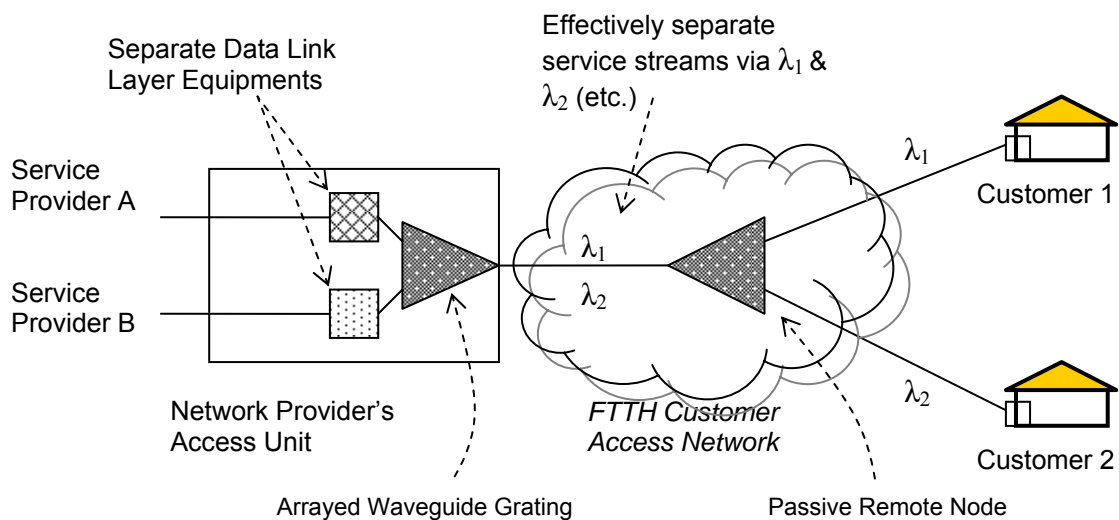 Effectively separate
service streams via λ₁ &
λ₂ (etc.)
Separate Data Link
Layer Equipments
Service
Provider A
Service
Provider B
λ₁
λ₂
λ₁
Customer 1
λ₂
Customer 2
Network Provider’s
Access Unit
FTTH Customer
Access Network
Arrayed Waveguide Grating
Passive Remote Node